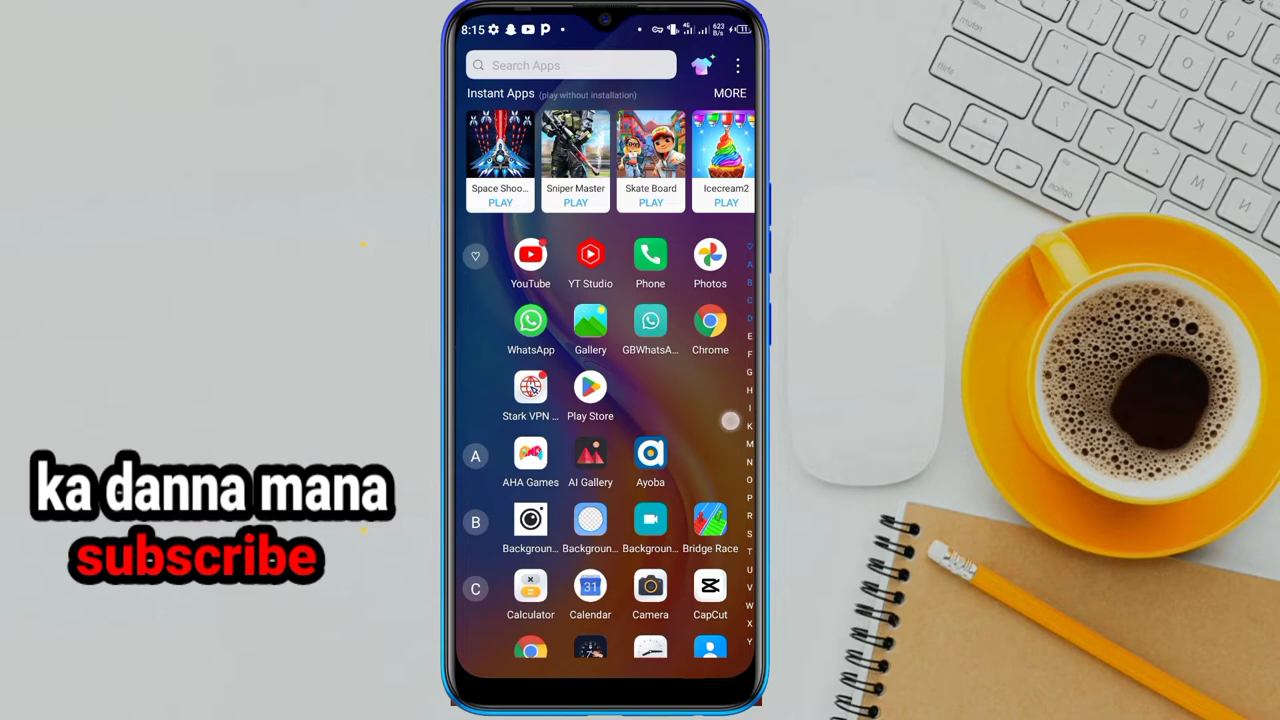 8:15
623
B/s
11
Search Apps
Instant Apps (play without installation) MORE
Space Shoo... Sniper Master Skate Board Icecream2
PLAY PLAY PLAY PLAY
YouTube YT Studio Phone Photos
WhatsApp Gallery GBWhatsA... Chrome
Stark VPN ... Play Store
A
AHA Games AI Gallery Ayoba
B
Backgroun... Backgroun... Backgroun... Bridge Race
C
31
Calculator Calendar Camera CapCut
A
B
C
D
E
F
G
H
I
K
M
N
O
P
R
S
T
U
V
W
X
Y
ka danna mana
subscribe